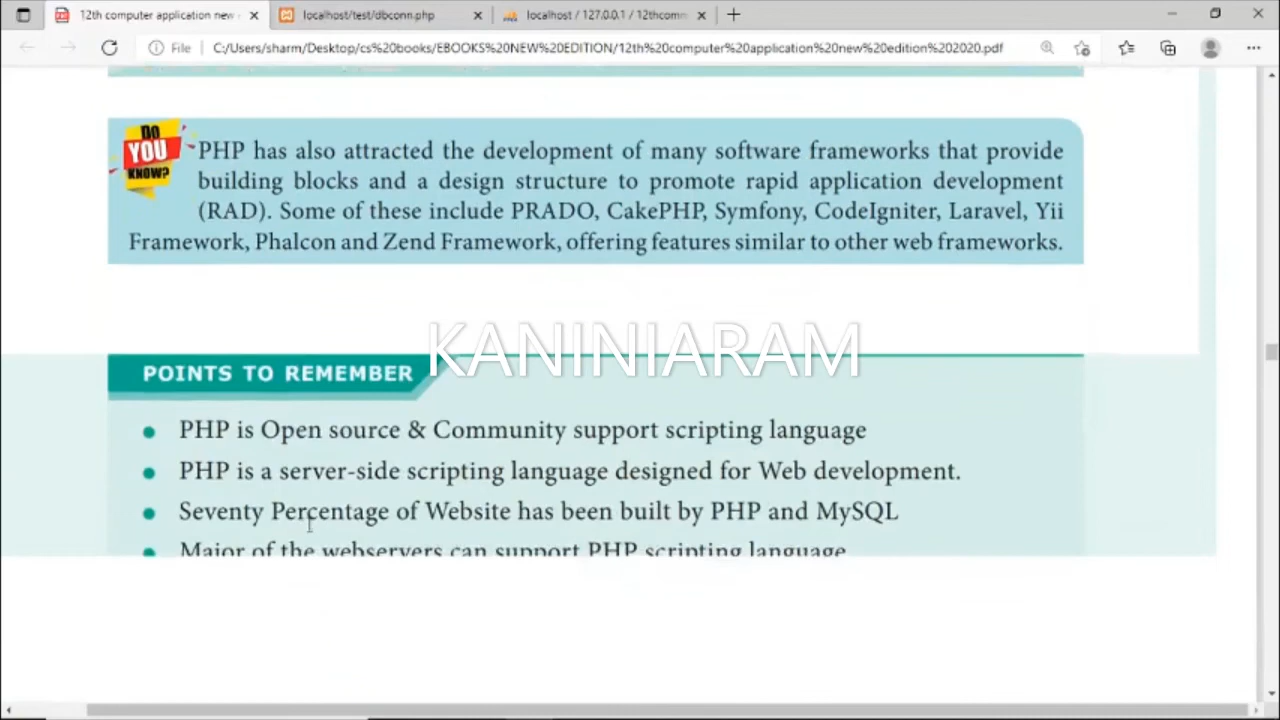 12th computer application new
localhost/test/dbconn.php
localhost / 127.0.0.1 / 12thcomm
File
C:/Users/sharm/Desktop/cs%20books/EBOOKS%20NEW%20EDITION/12th%20computer%20application%20new%20edition%202020.pdf
DO
YOU
KNOW?
PHP has also attracted the development of many software frameworks that provide
building blocks and a design structure to promote rapid application development
(RAD). Some of these include PRADO, CakePHP, Symfony, CodeIgniter, Laravel, Yii
Framework, Phalcon and Zend Framework, offering features similar to other web frameworks.
KANINIARAM
POINTS TO REMEMBER
• PHP is Open source & Community support scripting language
• PHP is a server-side scripting language designed for Web development.
• Seventy Percentage of Website has been built by PHP and MySQL
• Major of the webservers can support PHP scripting language